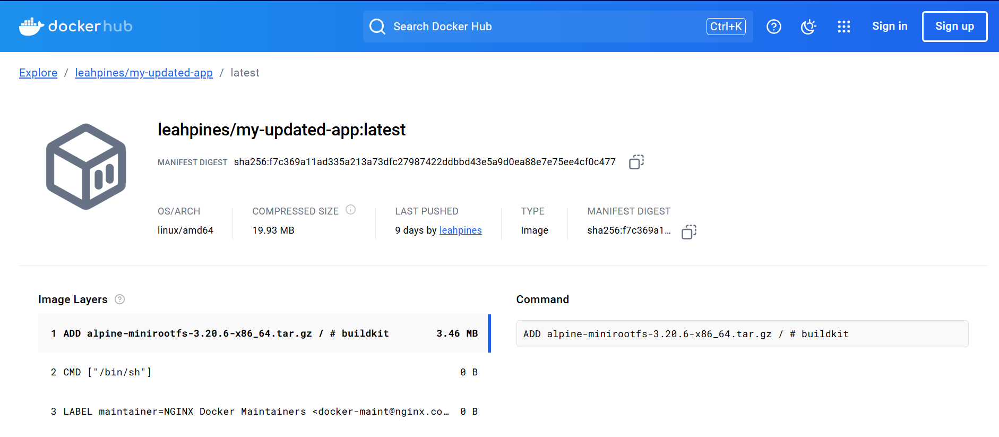 dockerhub Search Docker Hub Ctrl+K Sign in Sign up
Explore / leahpines/my-updated-app / latest
leahpines/my-updated-app:latest
MANIFEST DIGEST sha256:f7c369a11ad335a213a73dfc27987422ddbbd43e5a9d0ea88e7e75ee4cf0c477
OS/ARCH COMPRESSED SIZE LAST PUSHED TYPE MANIFEST DIGEST
linux/amd64 19.93 MB 9 days by leahpines Image sha256:f7c369a1...
Image Layers Command
1 ADD alpine-minirootfs-3.20.6-x86_64.tar.gz / # buildkit 3.46 MB
ADD alpine-minirootfs-3.20.6-x86_64.tar.gz / # buildkit
2 CMD ["/bin/sh"] 0 B
3 LABEL maintainer=NGINX Docker Maintainers <docker-maint@nginx.co… 0 B